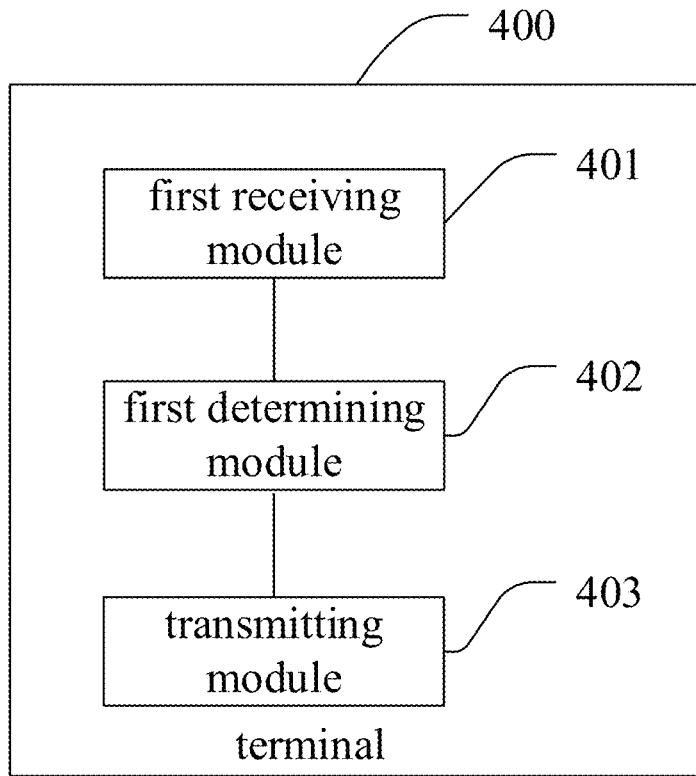 400
first receiving
module
401
first determining
module
402
transmitting
module
403
terminal